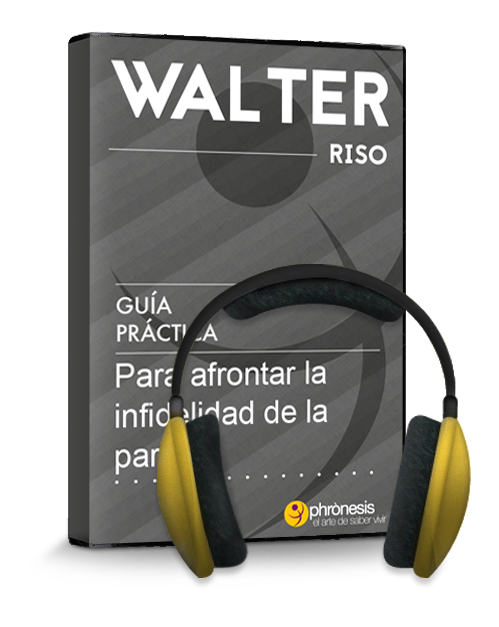 WALTER
RISO
GUÍA
PRÁCTICA
Para afrontar la
infidelidad de la
phrònesis
el arte de saber vivir